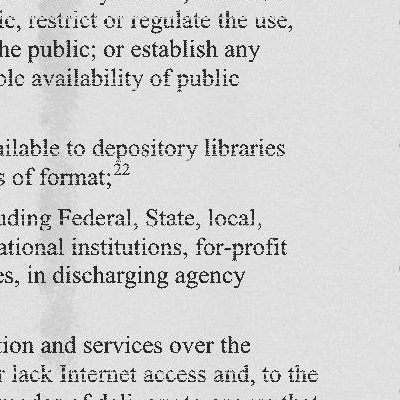 ic, restrict or regulate the use,
he public; or establish any
ble availability of public
ailable to depository libraries
s of format;22
uding Federal, State, local,
ational institutions, for-profit
es, in discharging agency
tion and services over the
r lack Internet access and, to the